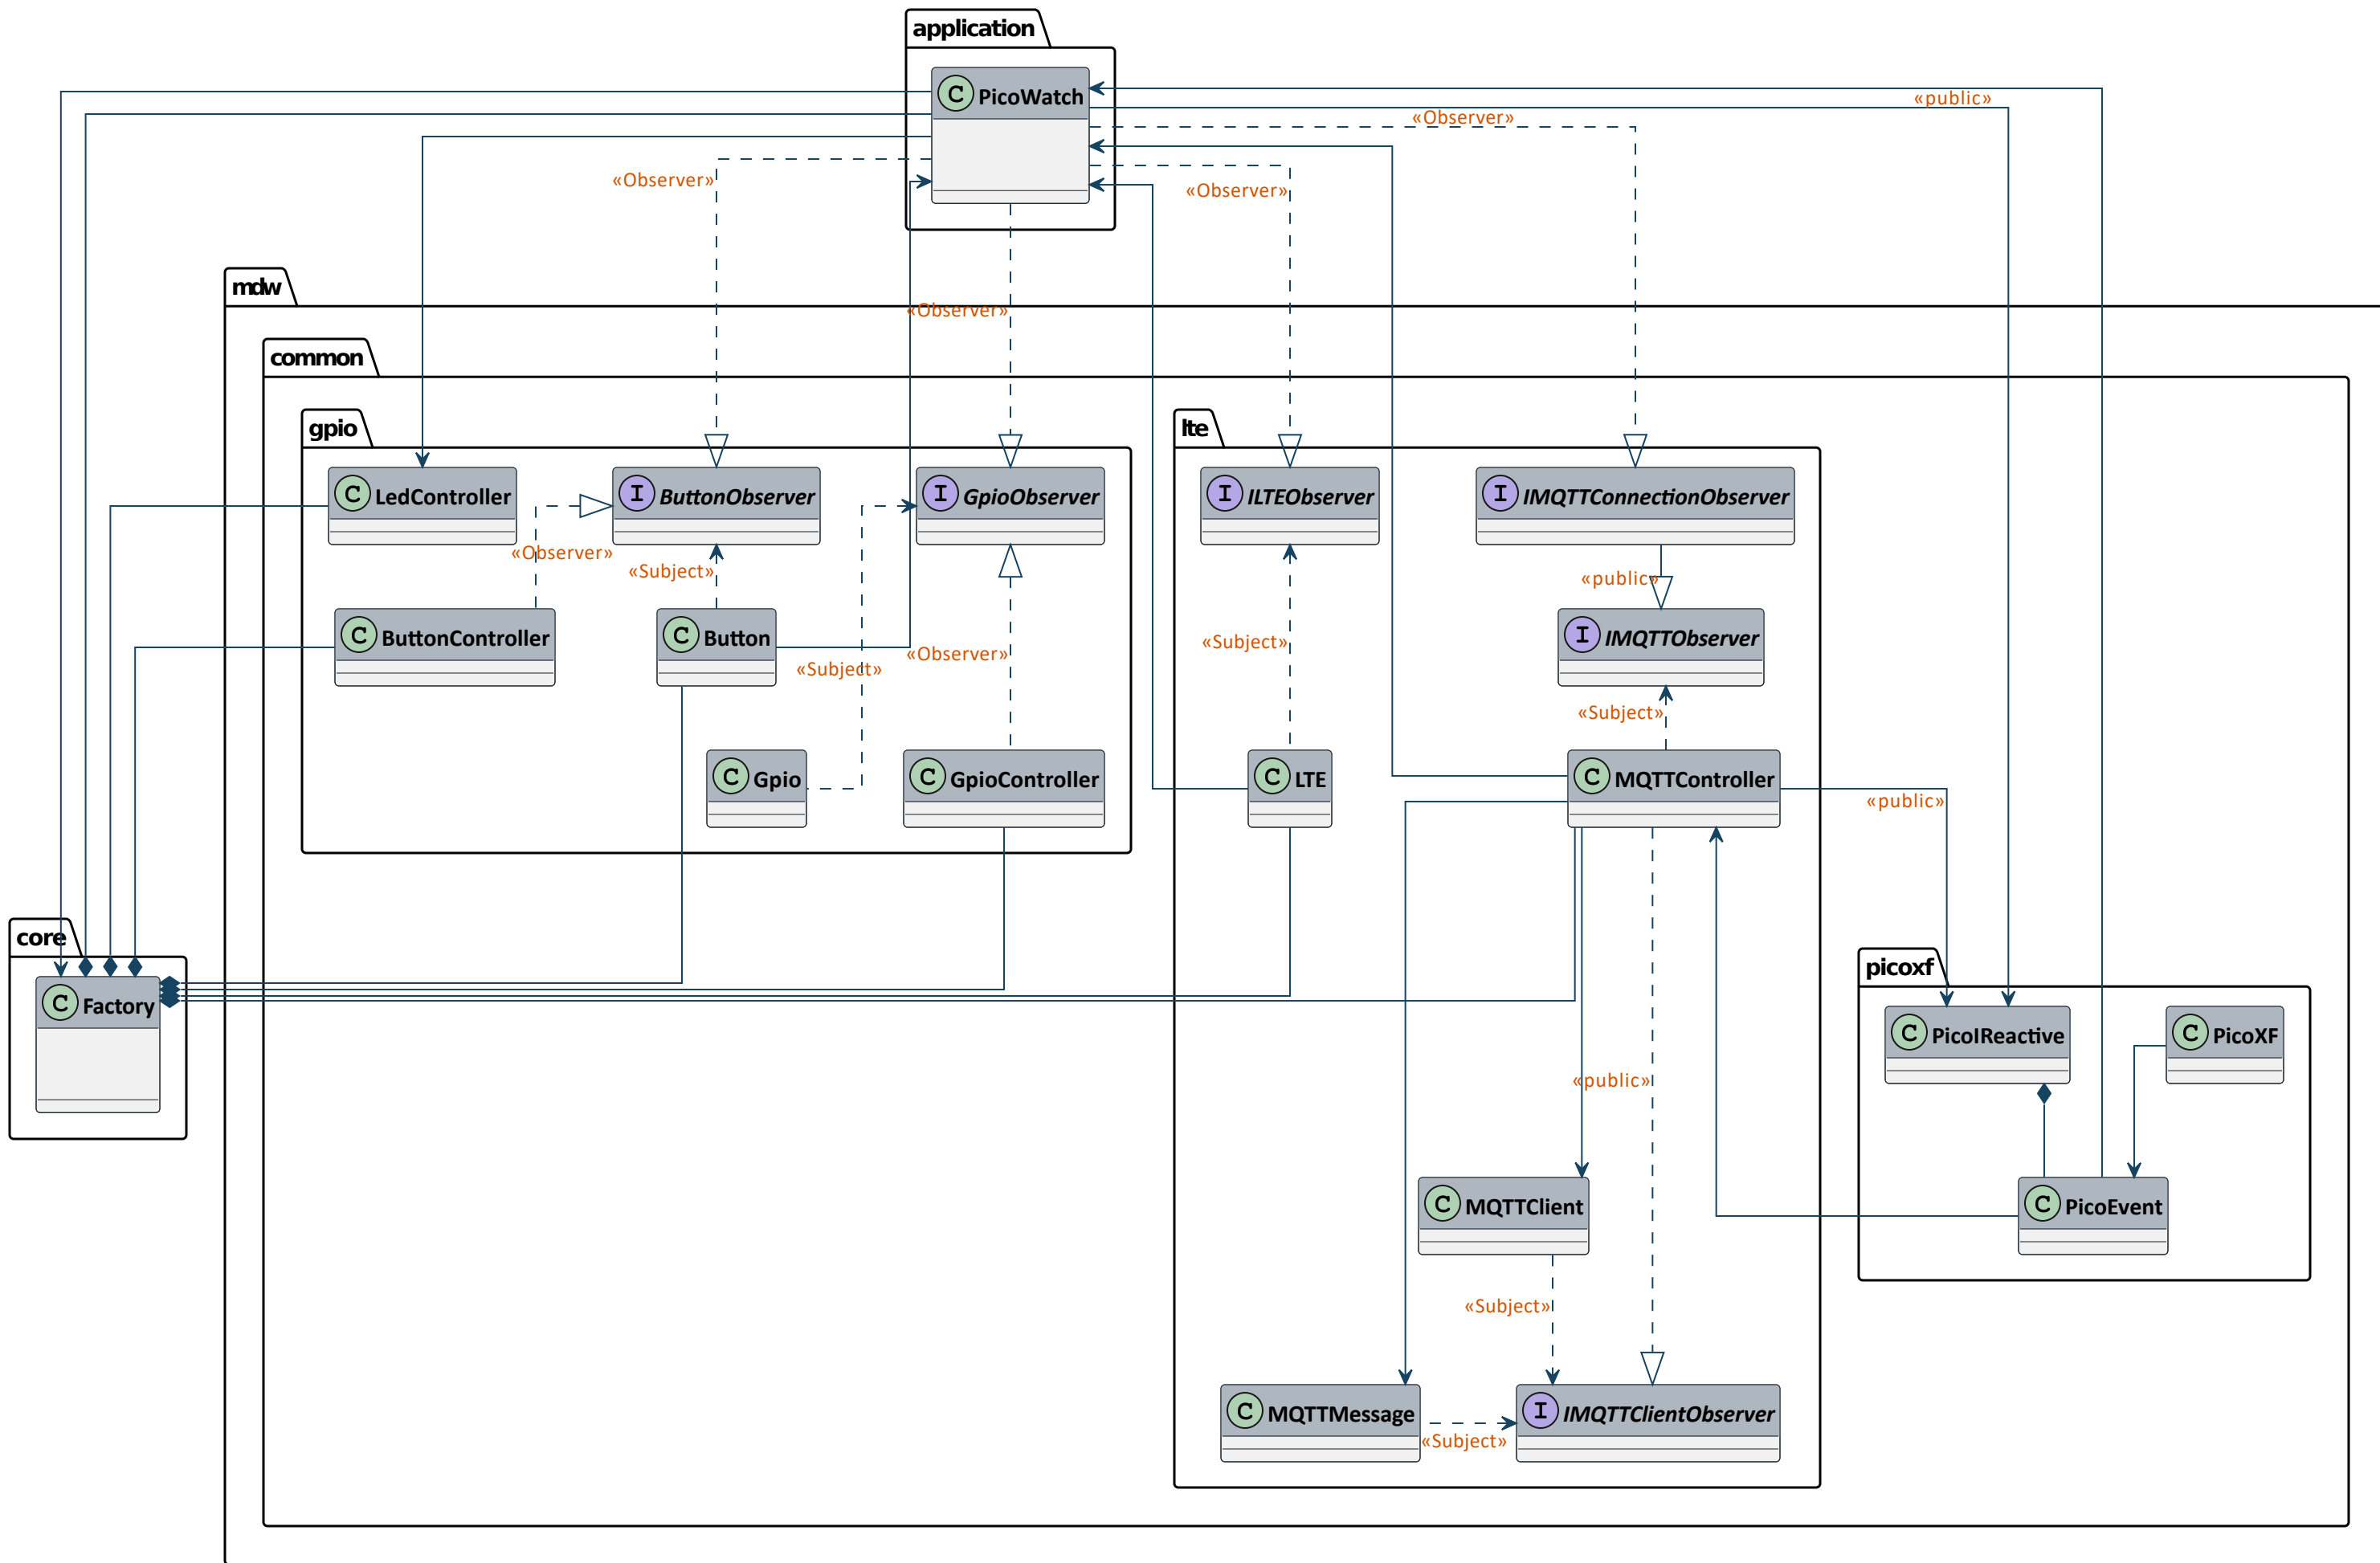 application
C PicoWatch
«public»
«Observer»
«Observer»
«Observer»
mdw
«Observer»
common
gpio
lte
C LedController
I ButtonObserver
I GpioObserver
I ILTEObserver
I IMQTTConnectionObserver
«Observer»
«Subject»
«public»
C ButtonController
C Button
I IMQTTObserver
«Subject»
«Observer»
«Subject»
«Subject»
C Gpio
C GpioController
C LTE
C MQTTController
«public»
core
picoxf
C Factory
C PicoIReactive
C PicoXF
«public»
C MQTTClient
C PicoEvent
«Subject»
C MQTTMessage
I IMQTTClientObserver
«Subject»